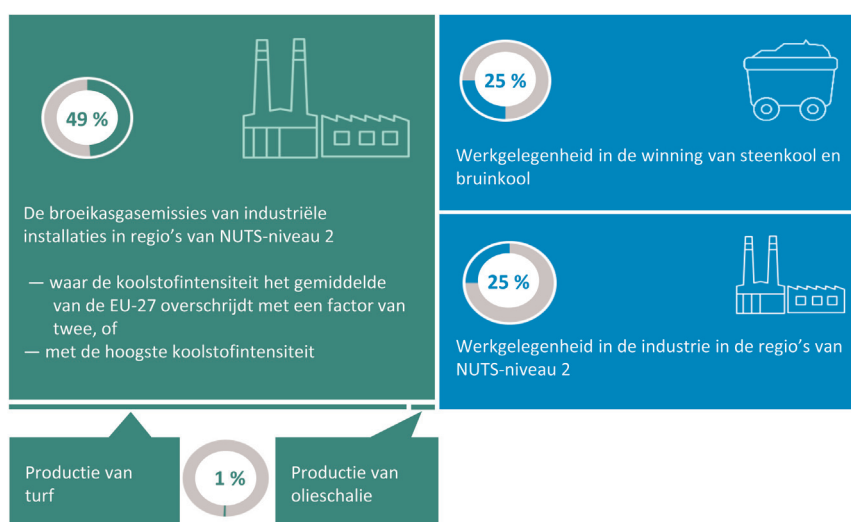 49 %
De broeikasgasemissies van industriële
installaties in regio's van NUTS-niveau 2
— waar de koolstofintensiteit het gemiddelde
van de EU-27 overschrijdt met een factor van
twee, of
— met de hoogste koolstofintensiteit
25 %
Werkgelegenheid in de winning van steenkool en
bruinkool
25 %
Werkgelegenheid in de industrie in de regio's van
NUTS-niveau 2
Productie van
turf
1 %
Productie van
olieschalie